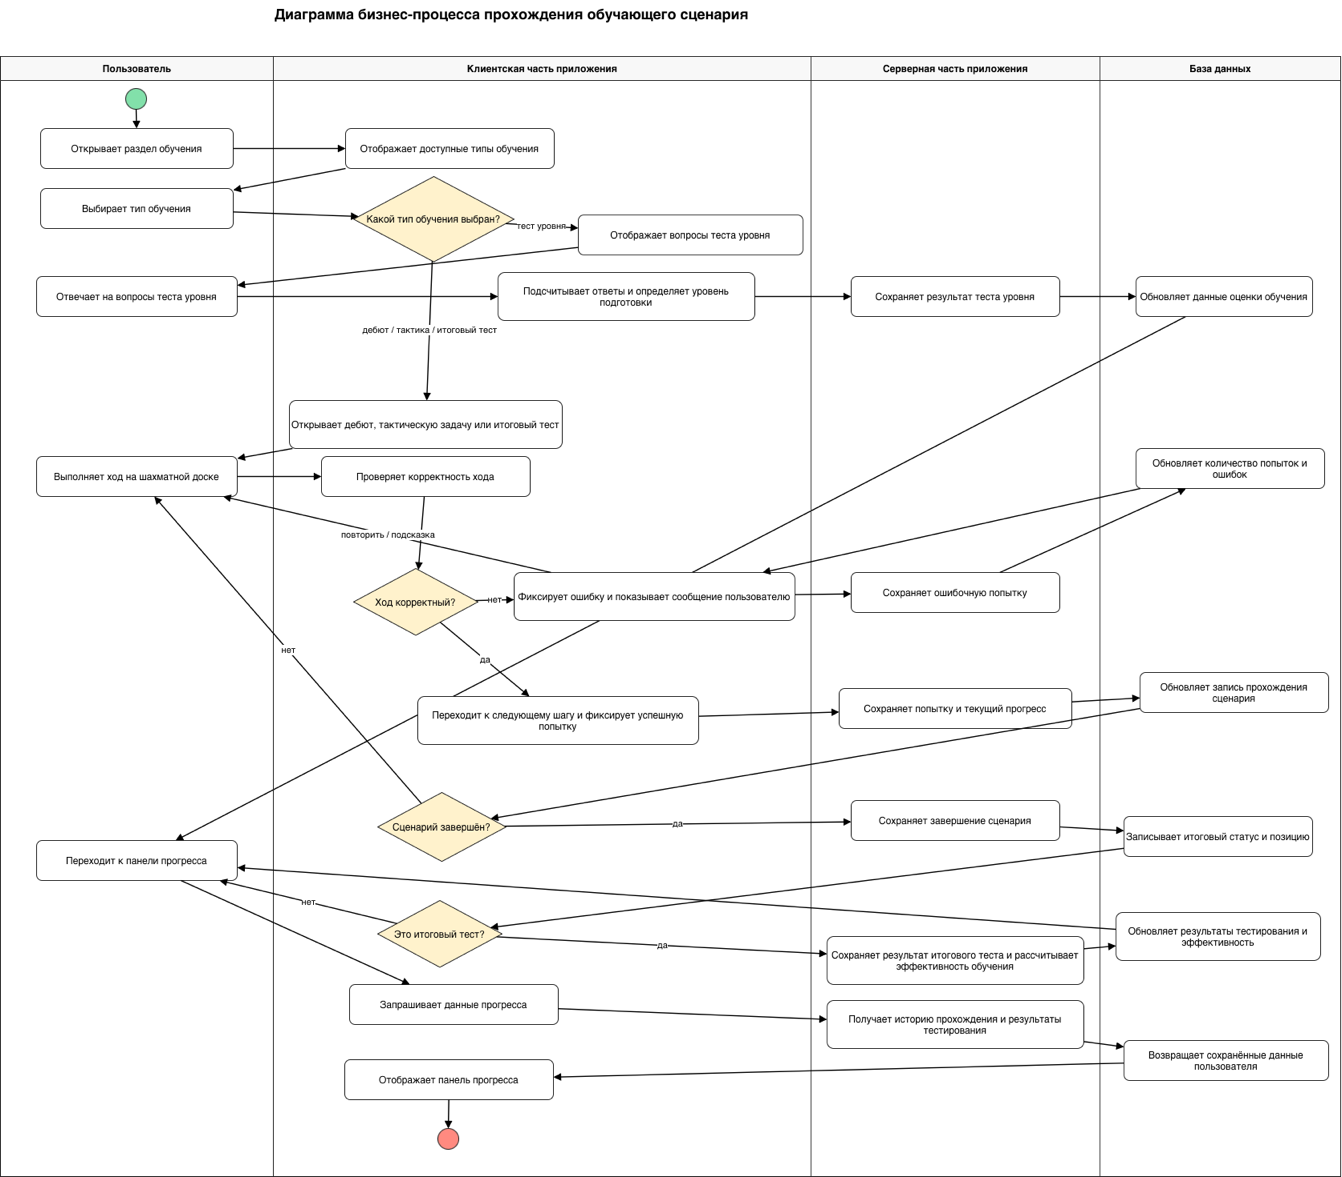 Диаграмма бизнес-процесса прохождения обучающего сценария
Пользователь
Клиентская часть приложения
Серверная часть приложения
База данных
Открывает раздел обучения
Отображает доступные типы обучения
Выбирает тип обучения
Какой тип обучения выбран?
тест уровня
Отображает вопросы теста уровня
Отвечает на вопросы теста уровня
Подсчитывает ответы и определяет уровень
подготовки
Сохраняет результат теста уровня
Обновляет данные оценки обучения
дебют / тактика / итоговый тест
Открывает дебют, тактическую задачу или итоговый тест
Выполняет ход на шахматной доске
Проверяет корректность хода
Обновляет количество попыток и
ошибок
повторить / подсказка
Ход корректный?
нет
Фиксирует ошибку и показывает сообщение пользователю
Сохраняет ошибочную попытку
нет
да
Переходит к следующему шагу и фиксирует успешную
попытку
Сохраняет попытку и текущий прогресс
Обновляет запись прохождения
сценария
Сценарий завершён?
да
Сохраняет завершение сценария
Записывает итоговый статус и позицию
Переходит к панели прогресса
нет
Это итоговый тест?
да
Сохраняет результат итогового теста и рассчитывает
эффективность обучения
Обновляет результаты тестирования и
эффективность
Запрашивает данные прогресса
Получает историю прохождения и результаты
тестирования
Возвращает сохранённые данные
пользователя
Отображает панель прогресса